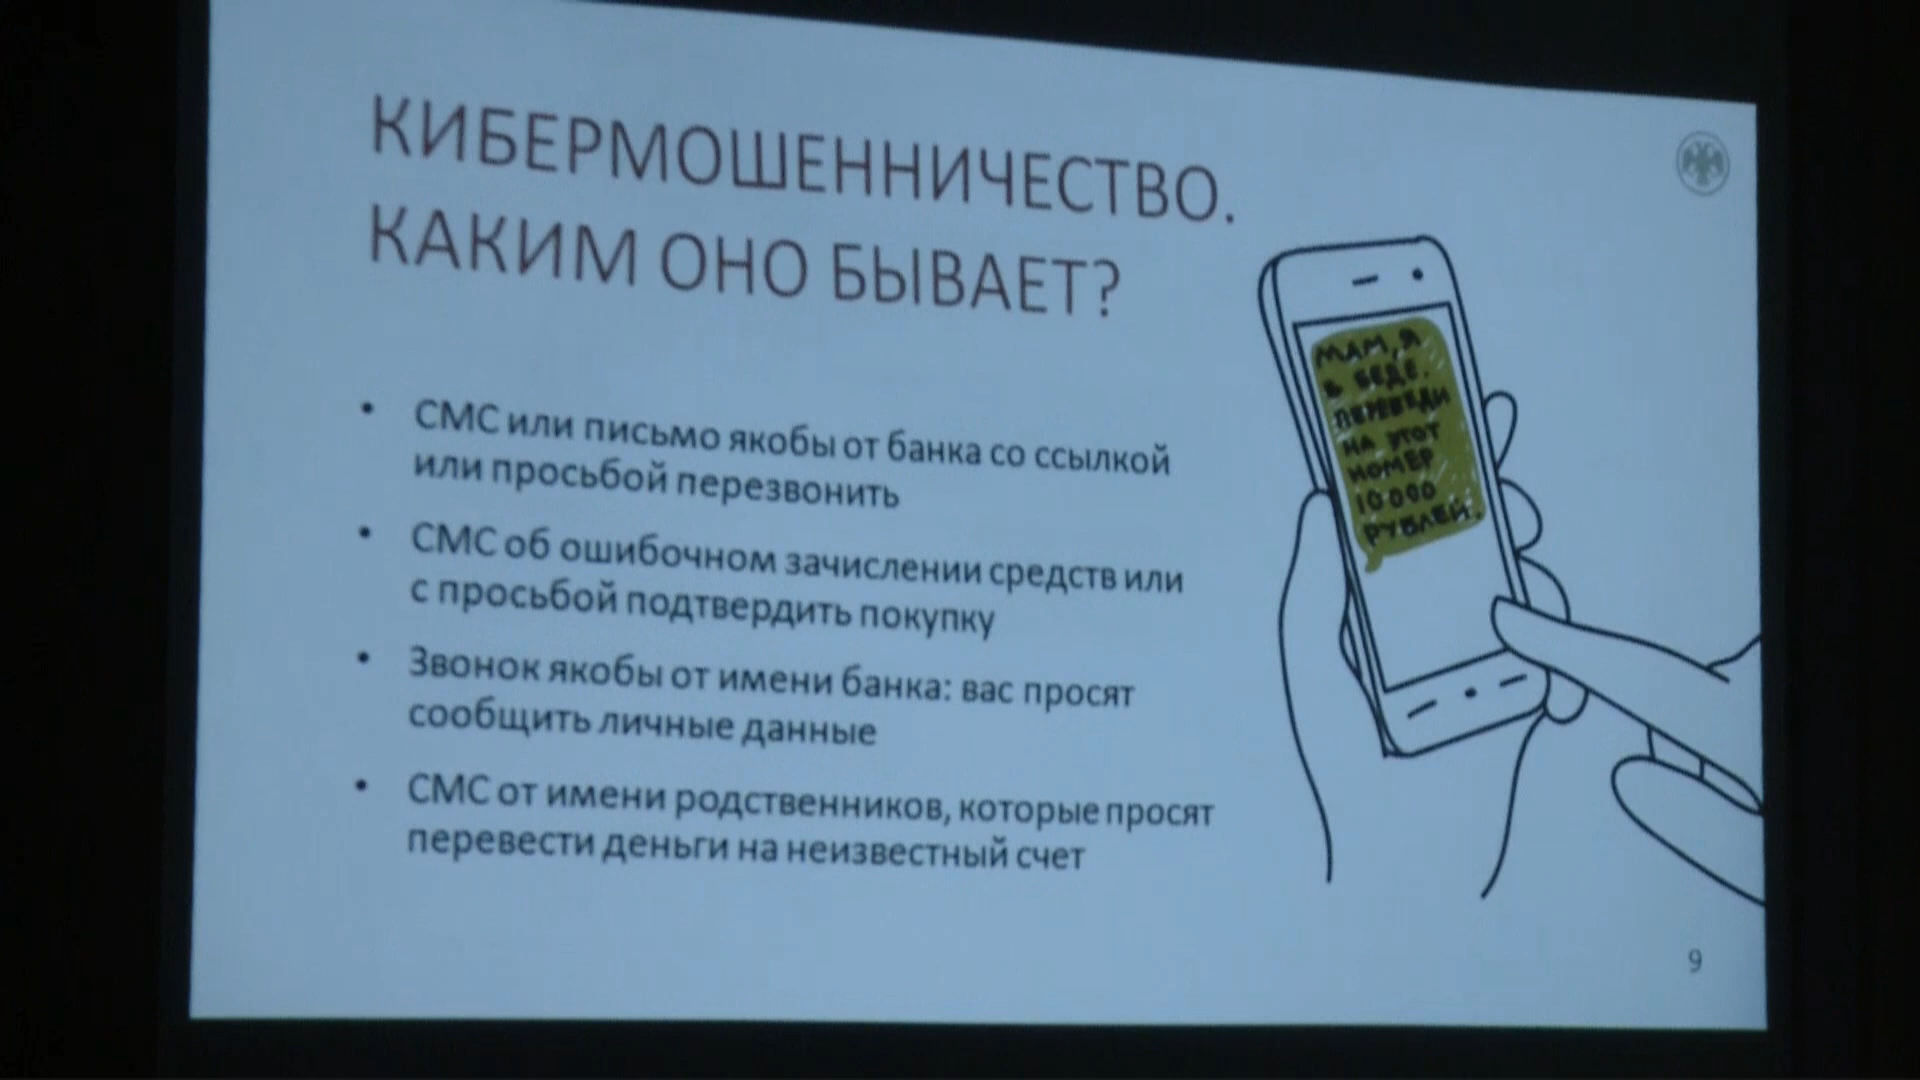 КИБЕРМОШЕННИЧЕСТВО.
КАКИМ ОНО БЫВАЕТ?
• СМС или письмо якобы от банка со ссылкой
или просьбой перезвонить
• СМС об ошибочном зачислении средств или
с просьбой подтвердить покупку
• Звонок якобы от имени банка: вас просят
сообщить личные данные
• СМС от имени родственников, которые просят
перевести деньги на неизвестный счет
МАМ, Я
В БЕДЕ.
ПЕРЕВЕДИ
НА ЭТОТ
НОМЕР
10000
РУБЛЕЙ.
9